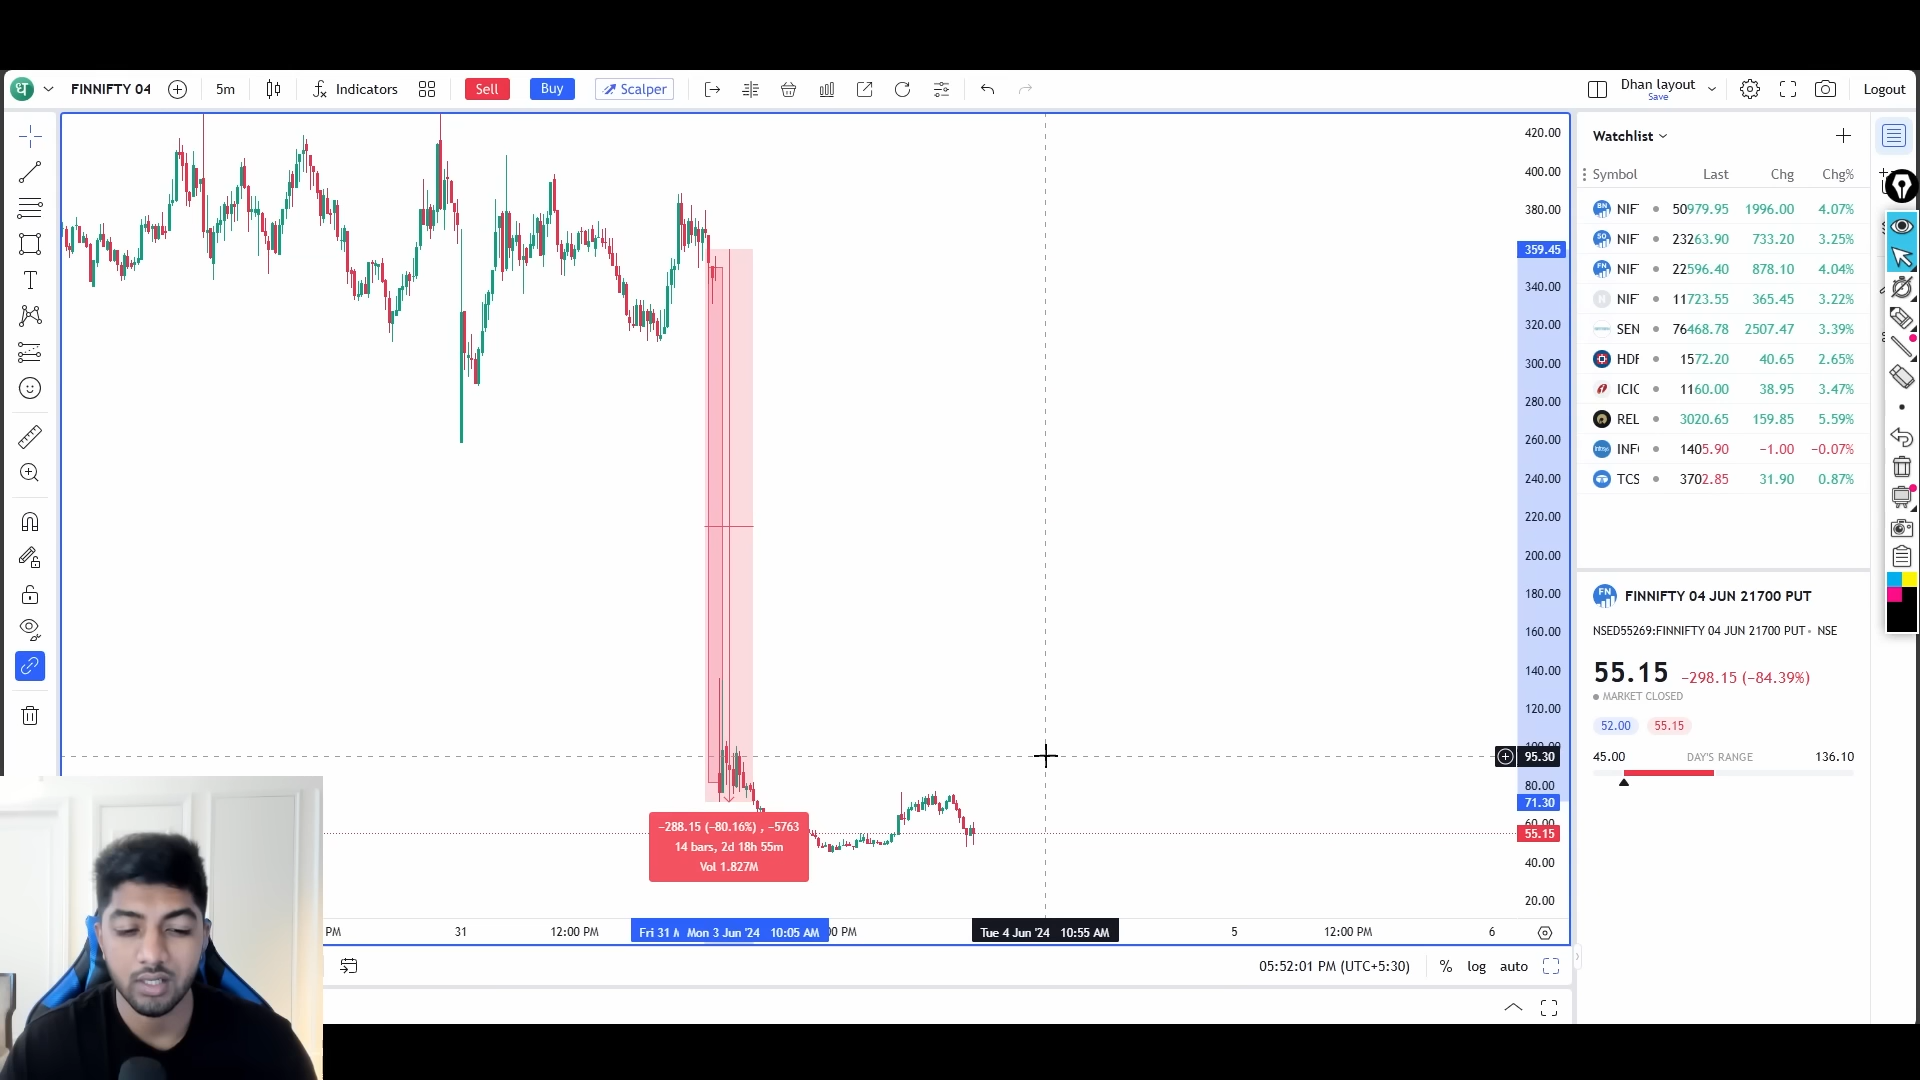 ध FINNIFTY 04 5m Indicators Sell Buy Scalper Dhan layout Save Logout
420.00
400.00
380.00
359.45
340.00
320.00
300.00
280.00
260.00
240.00
220.00
200.00
180.00
160.00
140.00
120.00
95.30
80.00
71.30
55.15
40.00
20.00
-288.15 (-80.16%) , -5763
14 bars, 2d 18h 55m
Vol 1.827M
PM 31 12:00 PM Fri 31 Mon 3 Jun '24 10:05 AM PM Tue 4 Jun '24 10:55 AM 5 12:00 PM 6
05:52:01 PM (UTC+5:30) % log auto
Watchlist
Symbol Last Chg Chg%
BN NIF 50979.95 1996.00 4.07%
50 NIF 23263.90 733.20 3.25%
FN NIF 22596.40 878.10 4.04%
NIF 11723.55 365.45 3.22%
SEN 76468.78 2507.47 3.39%
HDF 1572.20 40.65 2.65%
ICIC 1160.00 38.95 3.47%
REL 3020.65 159.85 5.59%
INF 1405.90 −1.00 −0.07%
TCS 3702.85 31.90 0.87%
FN FINNIFTY 04 JUN 21700 PUT
NSED55269:FINNIFTY 04 JUN 21700 PUT • NSE
55.15 −298.15 (−84.39%)
MARKET CLOSED
52.00 55.15
45.00 DAY'S RANGE 136.10